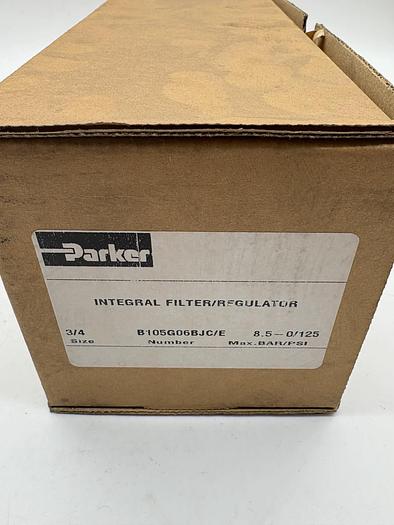 Parker
INTEGRAL FILTER/REGULATOR
3/4 B105G06BJC/E 8.5-0/125
Size Number Max.BAR/PSI